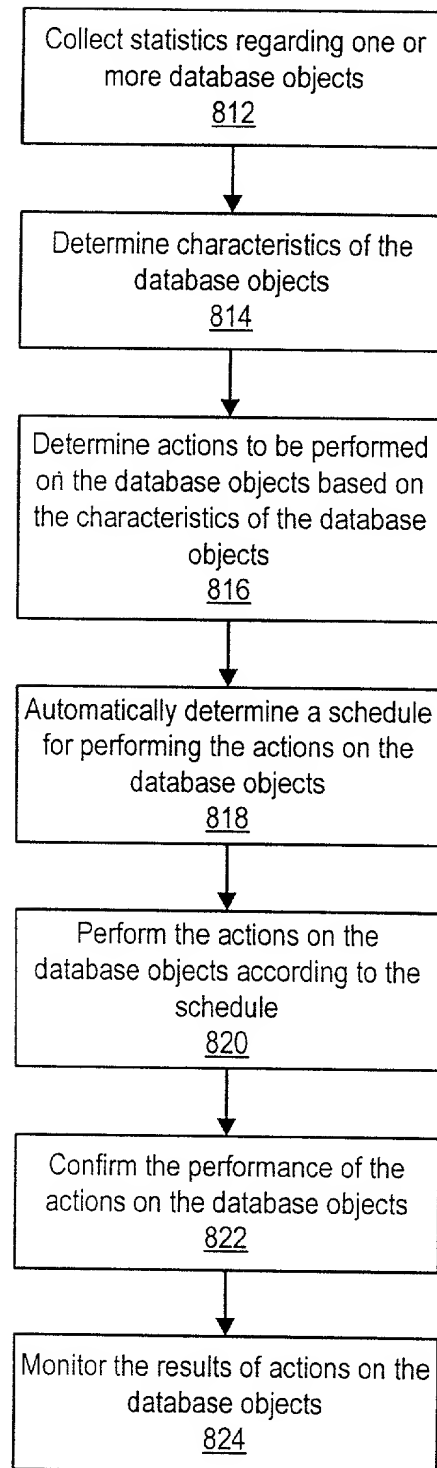 Collect statistics regarding one or
more database objects
812
Determine characteristics of the
database objects
814
Determine actions to be performed
on the database objects based on
the characteristics of the database
objects
816
Automatically determine a schedule
for performing the actions on the
database objects
818
Perform the actions on the
database objects according to the
schedule
820
Confirm the performance of the
actions on the database objects
822
Monitor the results of actions on the
database objects
824